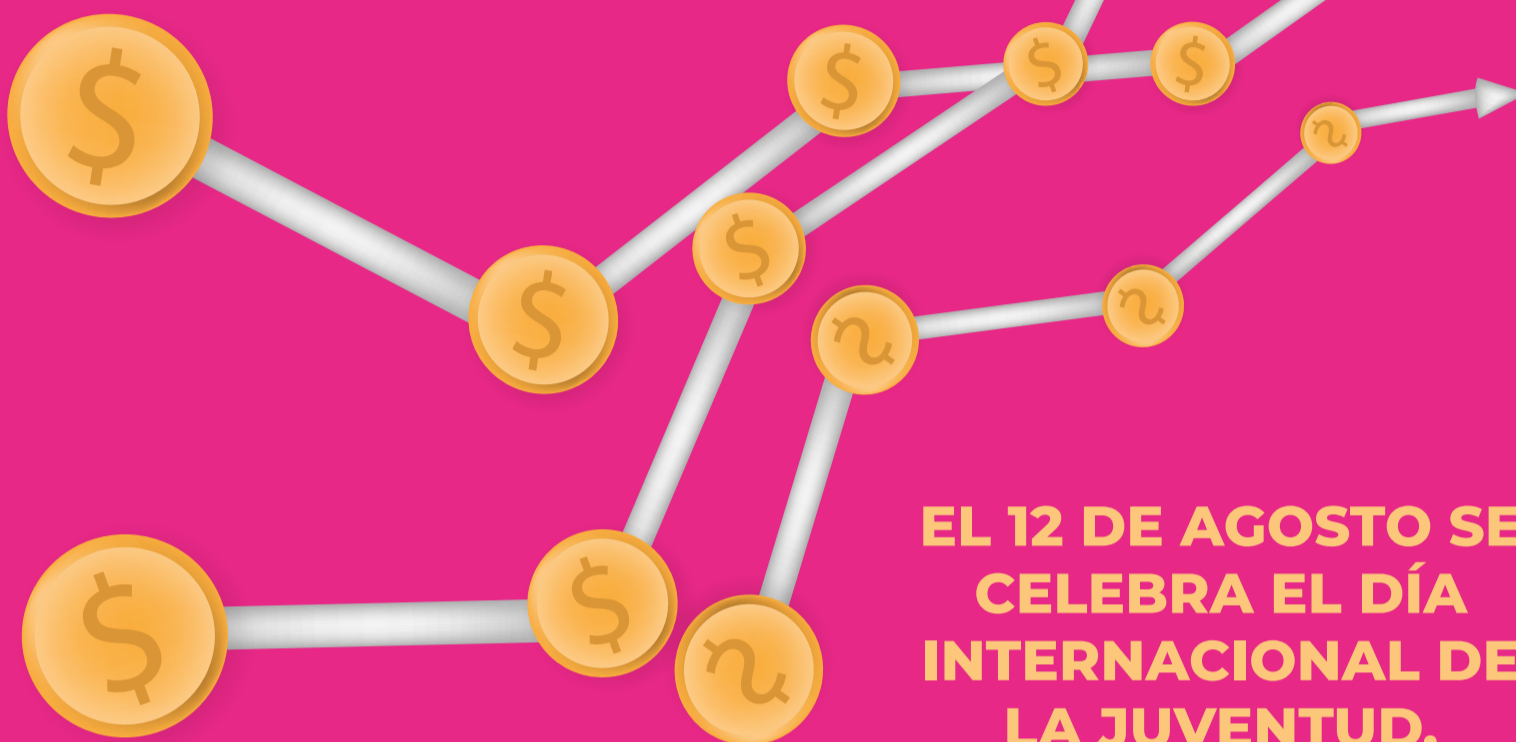 EL 12 DE AGOSTO SE
CELEBRA EL DÍA
INTERNACIONAL DE
LA JUVENTUD.